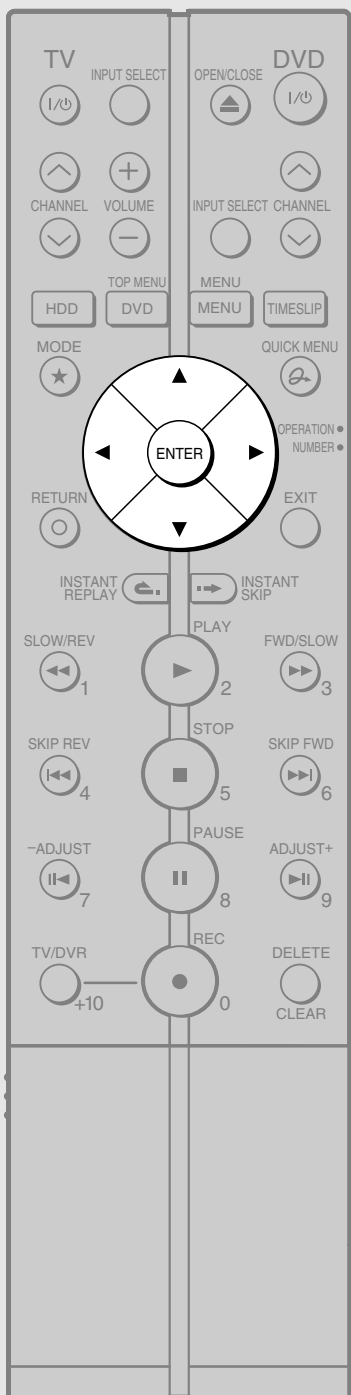 TV
DVD
INPUT SELECT
OPEN/CLOSE
I/
I/
CHANNEL
VOLUME
INPUT SELECT
CHANNEL
TOP MENU
MENU
HDD
DVD
MENU
TIMESLIP
MODE
QUICK MENU
ENTER
OPERATION
NUMBER
RETURN
EXIT
INSTANT
REPLAY
INSTANT
SKIP
SLOW/REV
PLAY
FWD/SLOW
1
2
3
SKIP REV
STOP
SKIP FWD
4
5
6
–ADJUST
PAUSE
ADJUST+
7
8
9
TV/DVR
REC
DELETE
+10
0
CLEAR